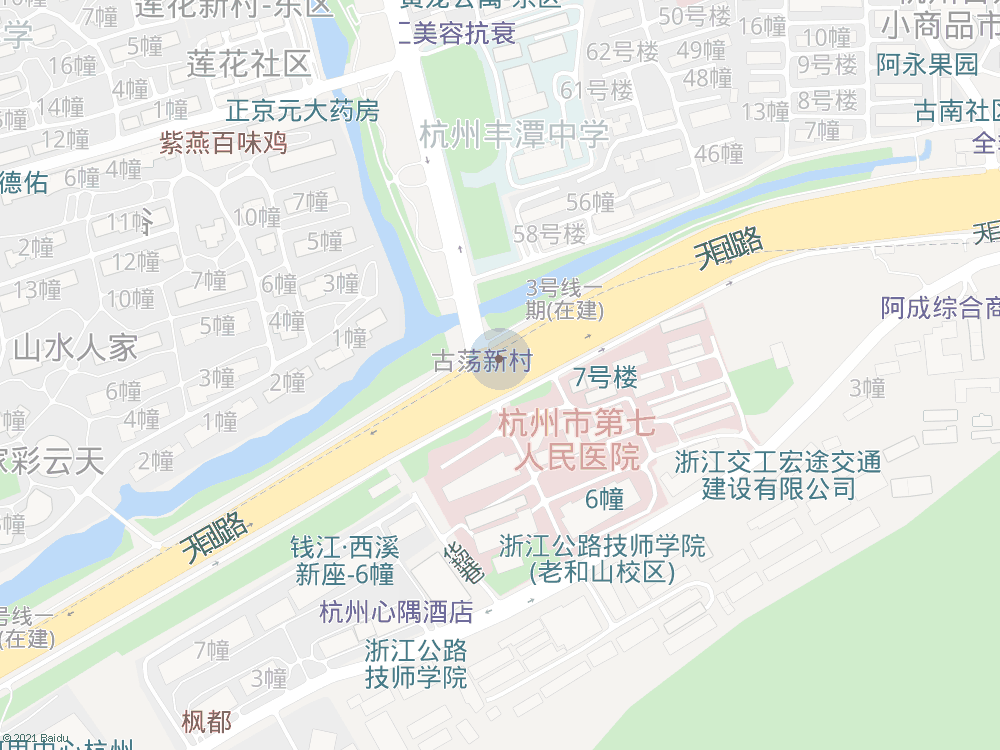 莲花新村-东区
黄龙公寓-东区
50号楼
小商品市
学
5幢
三美容抗衰
62号楼
49幢
10幢
16幢
莲花社区
48幢
9号楼
阿永果园
61号楼
14幢
1幢
正京元大药房
13幢
8号楼
古南社区
12幢
紫燕百味鸡
杭州丰潭中学
7幢
46幢
德佑
6幢
7幢
56幢
11幢
10幢
58号楼
2幢
5幢
天目山路
12幢
3号线一
期(在建)
13幢
7幢
6幢
3幢
10幢
阿成综合商
4幢
5幢
1幢
山水人家
古荡新村
3幢
2幢
7号楼
3幢
6幢
4幢
1幢
杭州市第七
人民医院
家彩云天
2幢
浙江交工宏途交通
建设有限公司
6幢
天目山路
钱江·西溪
新座-6幢
浙江公路技师学院
(老和山校区)
3号线一
(在建)
杭州心隅酒店
7幢
浙江公路
技师学院
3幢
枫都
© 2021 Baidu